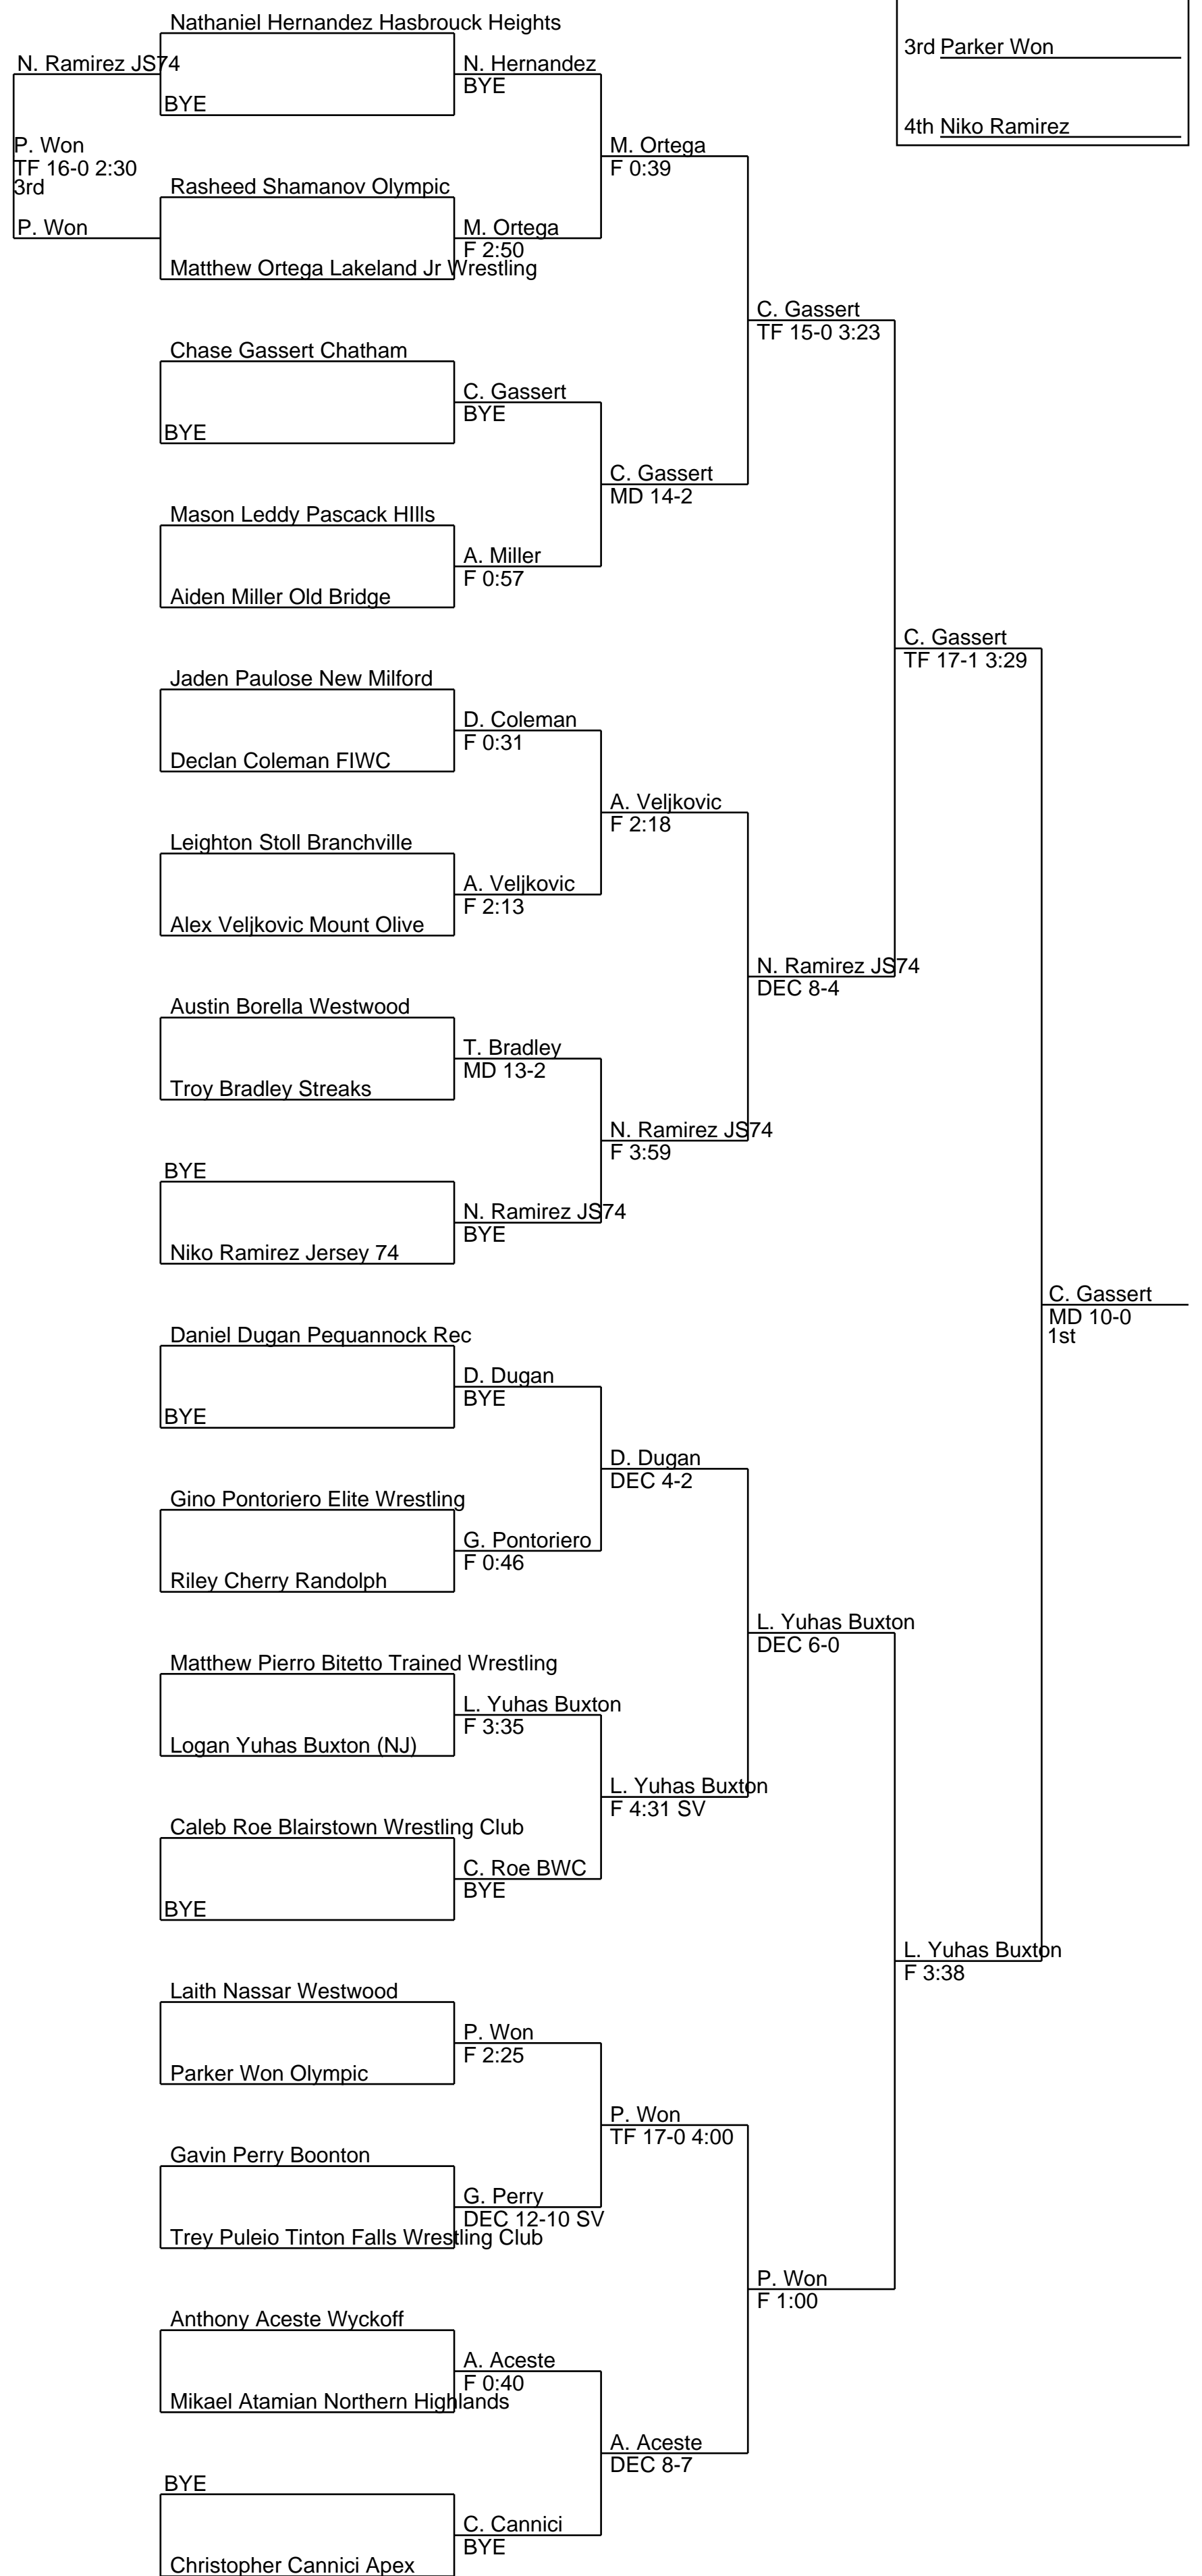 Nathaniel Hernandez Hasbrouck Heights
3rd Parker Won
N. Ramirez JS74
N. Hernandez
BYE
BYE
4th Niko Ramirez
P. Won
TF 16-0 2:30
3rd
M. Ortega
F 0:39
Rasheed Shamanov Olympic
P. Won
M. Ortega
F 2:50
Matthew Ortega Lakeland Jr Wrestling
C. Gassert
TF 15-0 3:23
Chase Gassert Chatham
C. Gassert
BYE
BYE
C. Gassert
MD 14-2
Mason Leddy Pascack HIlls
A. Miller
F 0:57
Aiden Miller Old Bridge
C. Gassert
TF 17-1 3:29
Jaden Paulose New Milford
D. Coleman
F 0:31
Declan Coleman FIWC
A. Veljkovic
F 2:18
Leighton Stoll Branchville
A. Veljkovic
F 2:13
Alex Veljkovic Mount Olive
N. Ramirez JS74
DEC 8-4
Austin Borella Westwood
T. Bradley
MD 13-2
Troy Bradley Streaks
N. Ramirez JS74
F 3:59
BYE
N. Ramirez JS74
BYE
Niko Ramirez Jersey 74
C. Gassert
MD 10-0
1st
Daniel Dugan Pequannock Rec
D. Dugan
BYE
BYE
D. Dugan
DEC 4-2
Gino Pontoriero Elite Wrestling
G. Pontoriero
F 0:46
Riley Cherry Randolph
L. Yuhas Buxton
DEC 6-0
Matthew Pierro Bitetto Trained Wrestling
L. Yuhas Buxton
F 3:35
Logan Yuhas Buxton (NJ)
L. Yuhas Buxton
F 4:31 SV
Caleb Roe Blairstown Wrestling Club
C. Roe BWC
BYE
BYE
L. Yuhas Buxton
F 3:38
Laith Nassar Westwood
P. Won
F 2:25
Parker Won Olympic
P. Won
TF 17-0 4:00
Gavin Perry Boonton
G. Perry
DEC 12-10 SV
Trey Puleio Tinton Falls Wrestling Club
P. Won
F 1:00
Anthony Aceste Wyckoff
A. Aceste
F 0:40
Mikael Atamian Northern Highlands
A. Aceste
DEC 8-7
BYE
C. Cannici
BYE
Christopher Cannici Apex